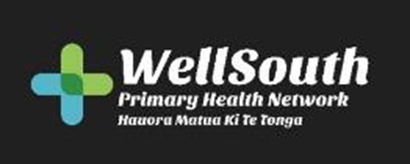 WellSouth
Primary Health Network
Hauora Matua Ki Te Tonga